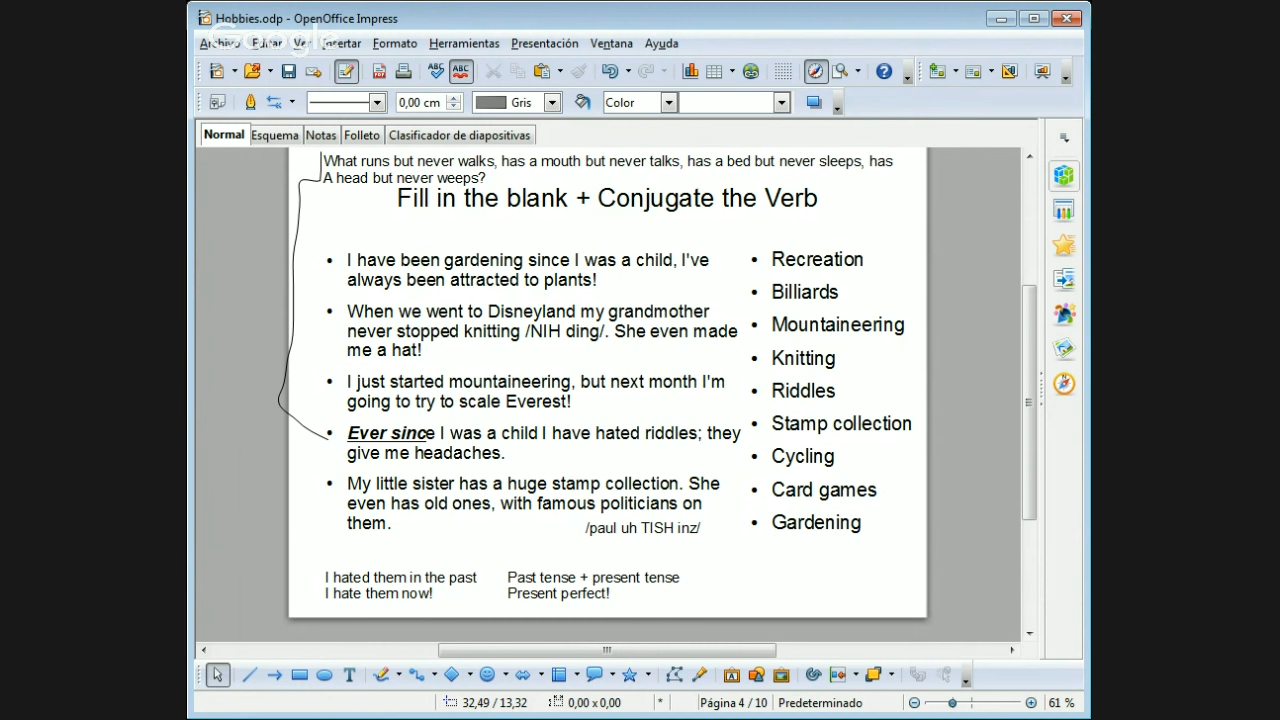 Hobbies.odp - OpenOffice Impress
Google
Archivo Editar Ver Insertar Formato Herramientas Presentación Ventana Ayuda
0,00 cm Gris Color
Normal Esquema Notas Folleto Clasificador de diapositivas
What runs but never walks, has a mouth but never talks, has a bed but never sleeps, has
A head but never weeps?
Fill in the blank + Conjugate the Verb
• I have been gardening since I was a child, I've
always been attracted to plants!
• When we went to Disneyland my grandmother
never stopped knitting /NIH ding/. She even made
me a hat!
• I just started mountaineering, but next month I'm
going to try to scale Everest!
• Ever since I was a child I have hated riddles; they
give me headaches.
• My little sister has a huge stamp collection. She
even has old ones, with famous politicians on
them.
/paul uh TISH inz/
• Recreation
• Billiards
• Mountaineering
• Knitting
• Riddles
• Stamp collection
• Cycling
• Card games
• Gardening
I hated them in the past
I hate them now!
Past tense + present tense
Present perfect!
32,49 / 13,32 0,00 x 0,00 * Página 4 / 10 Predeterminado 61 %